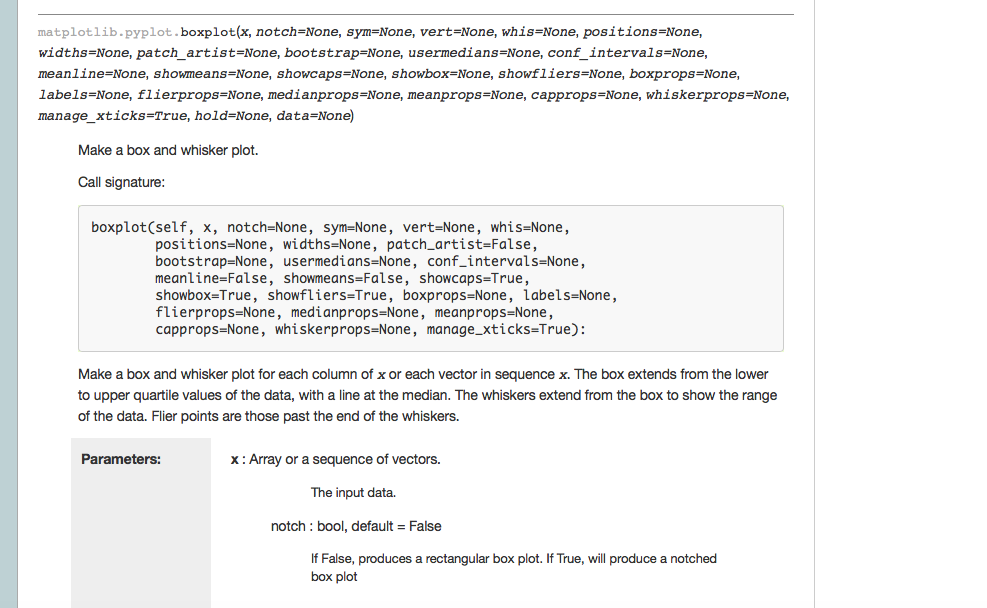 matplotlib.pyplot.boxplot(x, notch=None, sym=None, vert=None, whis=None, positions=None,
widths=None, patch_artist=None, bootstrap=None, usermedians=None, conf_intervals=None,
meanline=None, showmeans=None, showcaps=None, showbox=None, showfliers=None, boxprops=None,
labels=None, flierprops=None, medianprops=None, meanprops=None, capprops=None, whiskerprops=None,
manage_xticks=True, hold=None, data=None)
Make a box and whisker plot.
Call signature:
boxplot(self, x, notch=None, sym=None, vert=None, whis=None,
        positions=None, widths=None, patch_artist=False,
        bootstrap=None, usermedians=None, conf_intervals=None,
        meanline=False, showmeans=False, showcaps=True,
        showbox=True, showfliers=True, boxprops=None, labels=None,
        flierprops=None, medianprops=None, meanprops=None,
        capprops=None, whiskerprops=None, manage_xticks=True):
Make a box and whisker plot for each column of x or each vector in sequence x. The box extends from the lower
to upper quartile values of the data, with a line at the median. The whiskers extend from the box to show the range
of the data. Flier points are those past the end of the whiskers.
Parameters: x : Array or a sequence of vectors.
The input data.
notch : bool, default = False
If False, produces a rectangular box plot. If True, will produce a notched
box plot